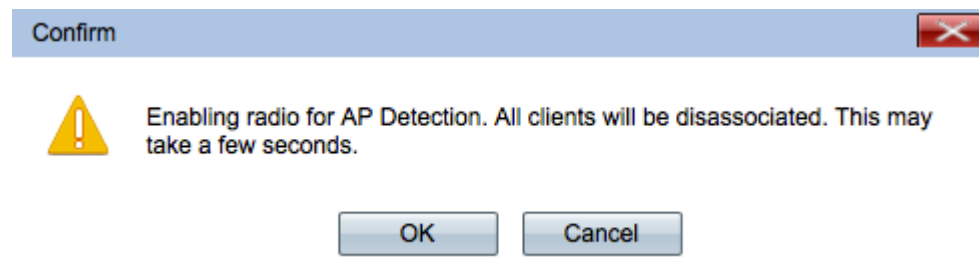 Confirm
Enabling radio for AP Detection. All clients will be disassociated. This may
take a few seconds.
OK
Cancel